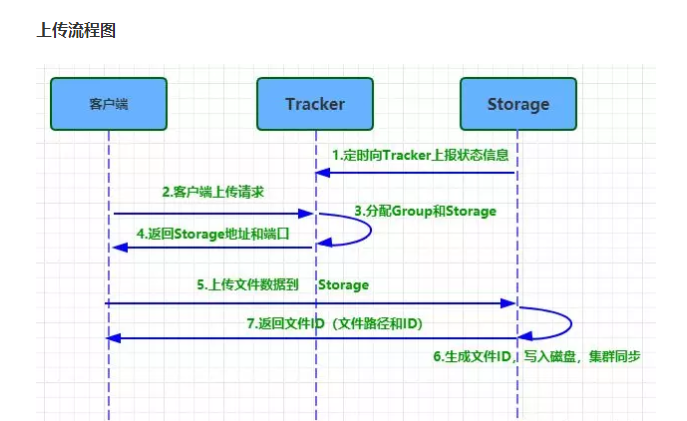 上传流程图
客户端
Tracker
Storage
1.定时向Tracker上报状态信息
2.客户端上传请求
3.分配Group和Storage
4.返回Storage地址和端口
5.上传文件数据到 Storage
7.返回文件ID（文件路径和ID）
6.生成文件ID，写入磁盘，集群同步